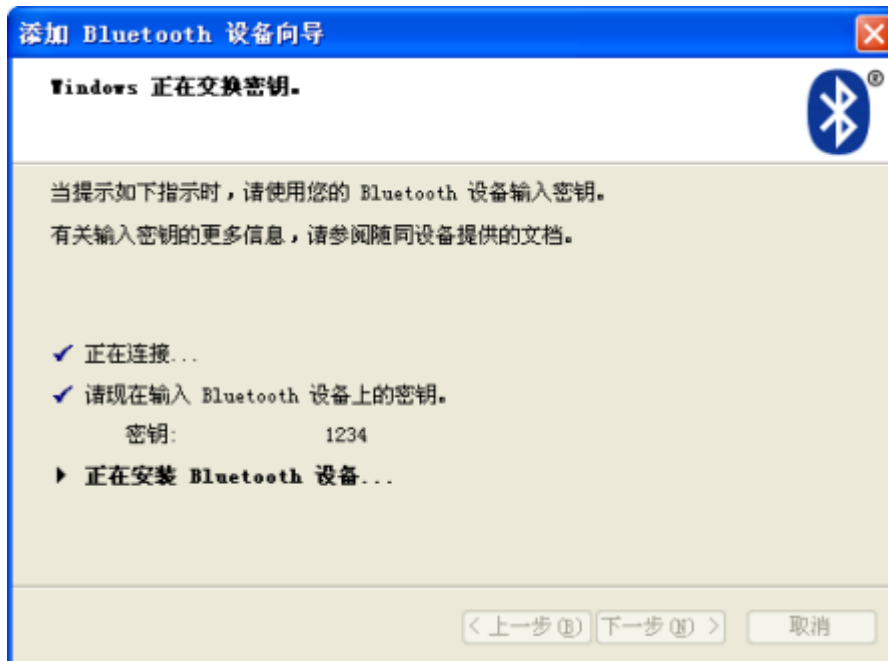 添加 Bluetooth 设备向导
Windows 正在交换密钥。
®
当提示如下指示时，请使用您的 Bluetooth 设备输入密钥。
有关输入密钥的更多信息，请参阅随同设备提供的文档。
正在连接...
请现在输入 Bluetooth 设备上的密钥。
密钥: 1234
正在安装 Bluetooth 设备...
< 上一步(B) 下一步(N) > 取消